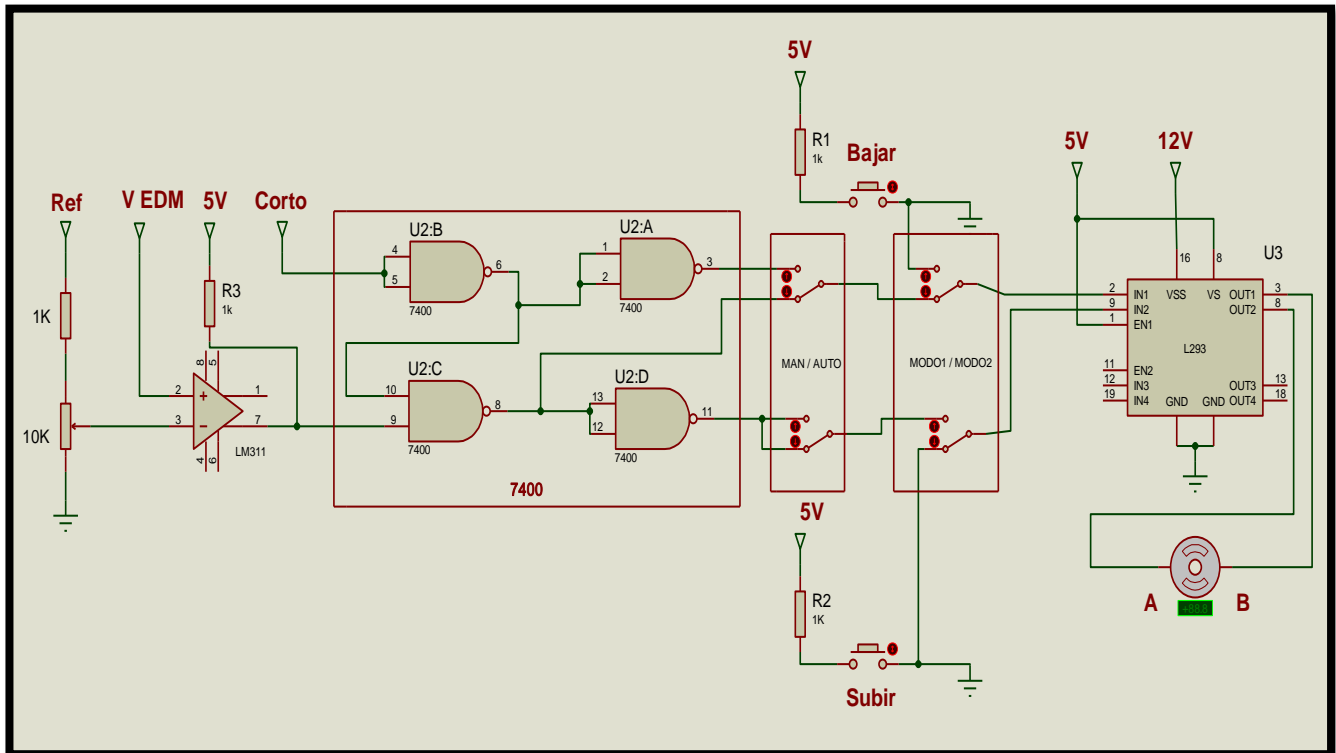 Ref
V EDM
5V
Corto
1K
10K
R3
1k
8
5
2
3
1
7
4
6
LM311
U2:B
4
5
6
7400
U2:A
1
2
3
7400
U2:C
10
9
8
7400
U2:D
13
12
11
7400
7400
5V
R1
1k
Bajar
MAN / AUTO
MODO1 / MODO2
5V
R2
1K
Subir
5V
12V
U3
16
8
2
IN1
VSS
VS
OUT1
3
9
IN2
OUT2
8
1
EN1
L293
11
EN2
12
IN3
OUT3
13
19
IN4
GND
GND
OUT4
18
A
B
+88.8